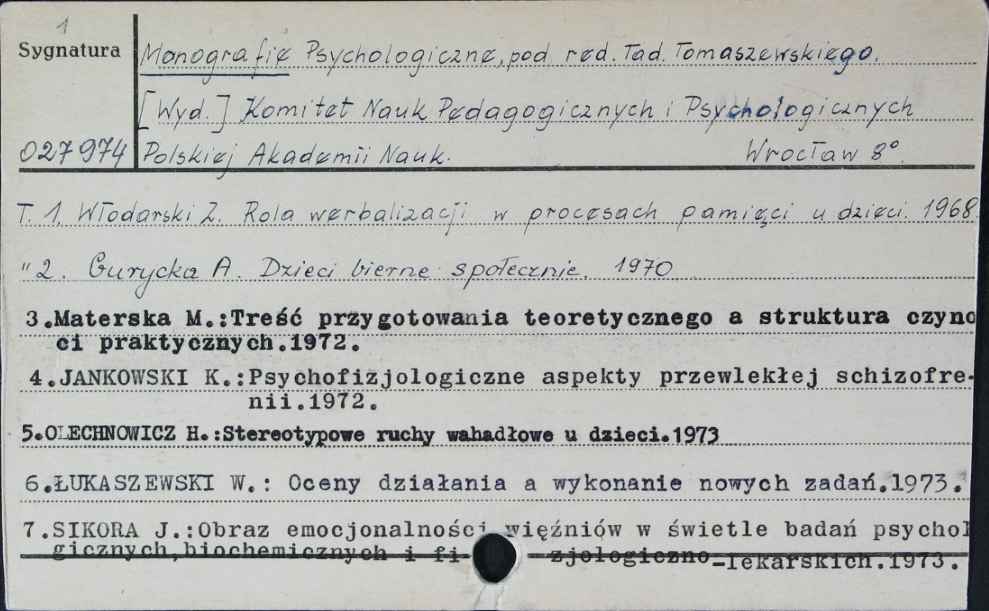 1
Sygnatura
Monografie Psychologiczne, pod red. Tad. Tomaszewskiego.
[Wyd.] Komitet Nauk Pedagogicznych i Psychologicznych
027974 Polskiej Akademii Nauk. Wrocław 8°.
T. 1. Włodarski Z. Rola werbalizacji w procesach pamięci u dzieci. 1968.
" 2. Gurycka A. Dzieci bierne społecznie. 1970
3.Materska M.:Treść przygotowania teoretycznego a struktura czyno
ci praktycznych.1972.
4.JANKOWSKI K.:Psychofizjologiczne aspekty przewlekłej schizofre-
nii.1972.
5.OLECHNOWICZ H.:Stereotypowe ruchy wahadłowe u dzieci.1973
6.ŁUKASZEWSKI W.: Oceny działania a wykonanie nowych zadań.1973.
7.SIKORA J.:Obraz emocjonalności więźniów w świetle badań psychol
gicznych,biochemicznych i fi- zjologiczno-lekarskich.1973.